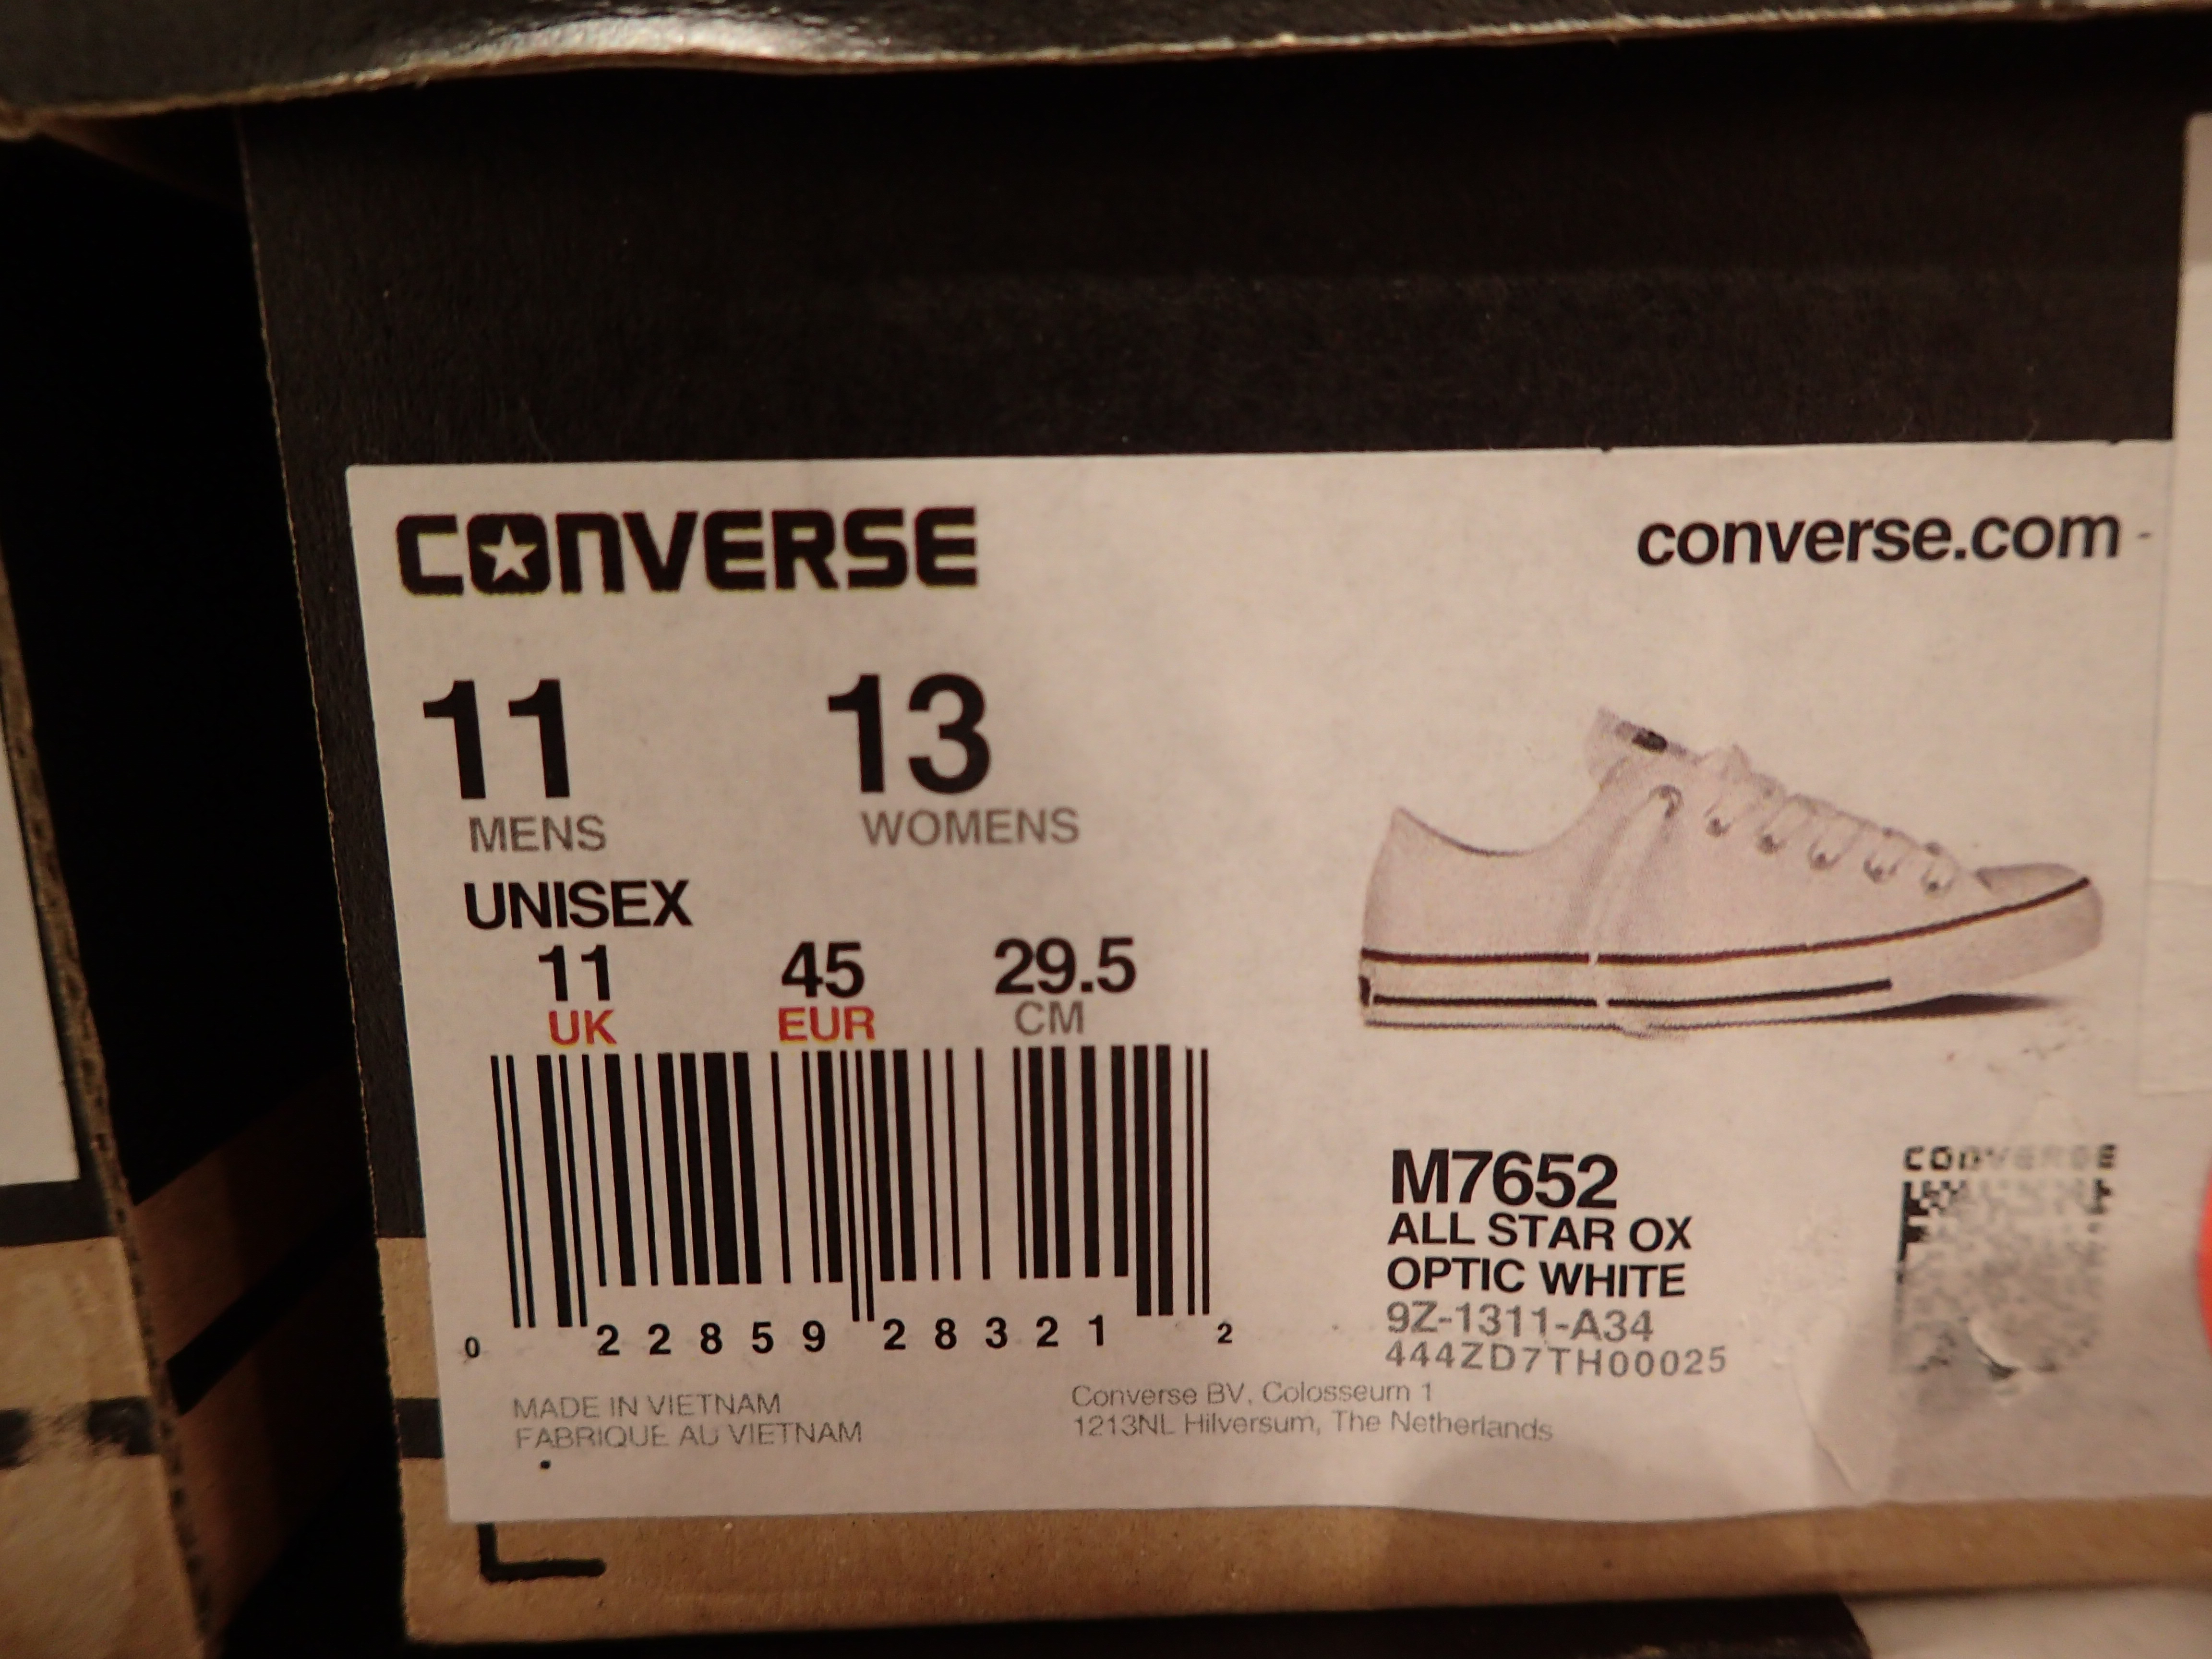 CONVERSE
converse.com
11 13
MENS WOMENS
UNISEX
11 45 29.5
UK EUR CM
0 22859 28321 2
M7652
ALL STAR OX
OPTIC WHITE
9Z-1311-A34
444ZD7TH00025
CONVERSE
MADE IN VIETNAM
FABRIQUE AU VIETNAM
Converse BV, Colosseum 1
1213NL Hilversum, The Netherlands